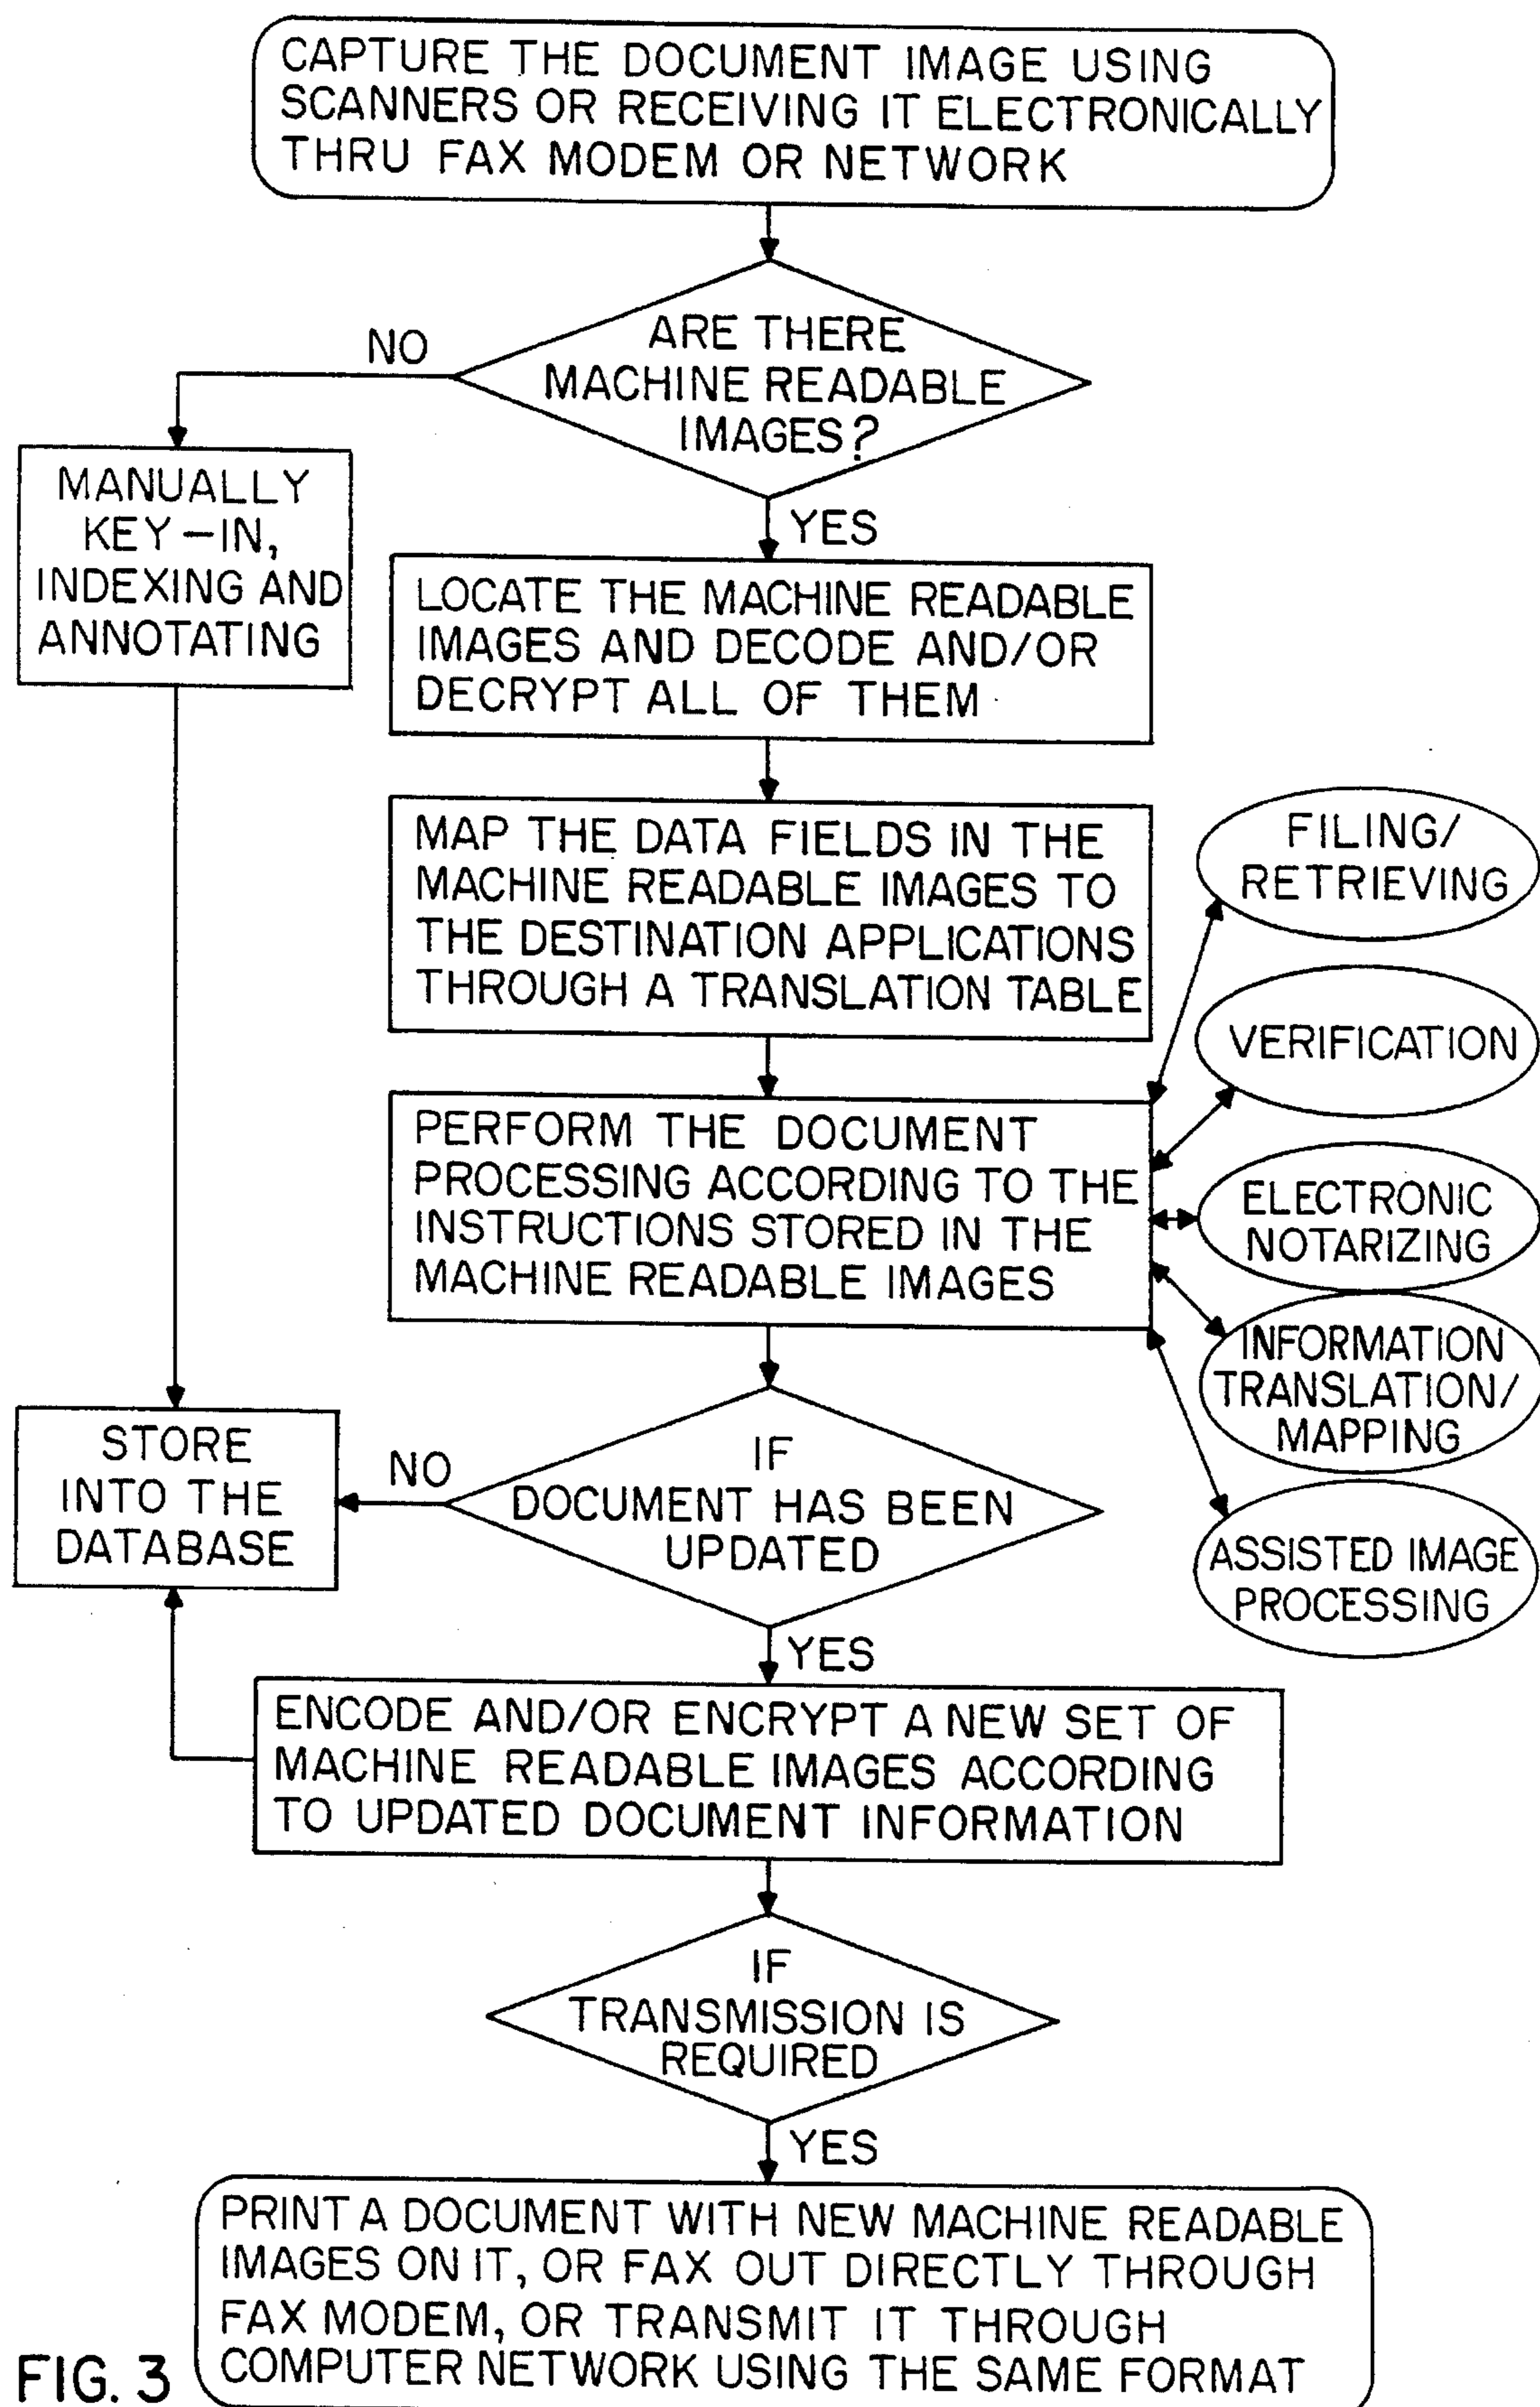 CAPTURE THE DOCUMENT IMAGE USING
SCANNERS OR RECEIVING IT ELECTRONICALLY
THRU FAX MODEM OR NETWORK
ARE THERE
MACHINE READABLE
IMAGES?
NO
YES
MANUALLY
KEY-IN,
INDEXING AND
ANNOTATING
LOCATE THE MACHINE READABLE
IMAGES AND DECODE AND/OR
DECRYPT ALL OF THEM
MAP THE DATA FIELDS IN THE
MACHINE READABLE IMAGES TO
THE DESTINATION APPLICATIONS
THROUGH A TRANSLATION TABLE
PERFORM THE DOCUMENT
PROCESSING ACCORDING TO THE
INSTRUCTIONS STORED IN THE
MACHINE READABLE IMAGES
FILING/
RETRIEVING
VERIFICATION
ELECTRONIC
NOTARIZING
INFORMATION
TRANSLATION/
MAPPING
ASSISTED IMAGE
PROCESSING
IF
DOCUMENT HAS BEEN
UPDATED
NO
YES
STORE
INTO THE
DATABASE
ENCODE AND/OR ENCRYPT A NEW SET OF
MACHINE READABLE IMAGES ACCORDING
TO UPDATED DOCUMENT INFORMATION
IF
TRANSMISSION IS
REQUIRED
YES
PRINT A DOCUMENT WITH NEW MACHINE READABLE
IMAGES ON IT, OR FAX OUT DIRECTLY THROUGH
FAX MODEM, OR TRANSMIT IT THROUGH
COMPUTER NETWORK USING THE SAME FORMAT
FIG. 3